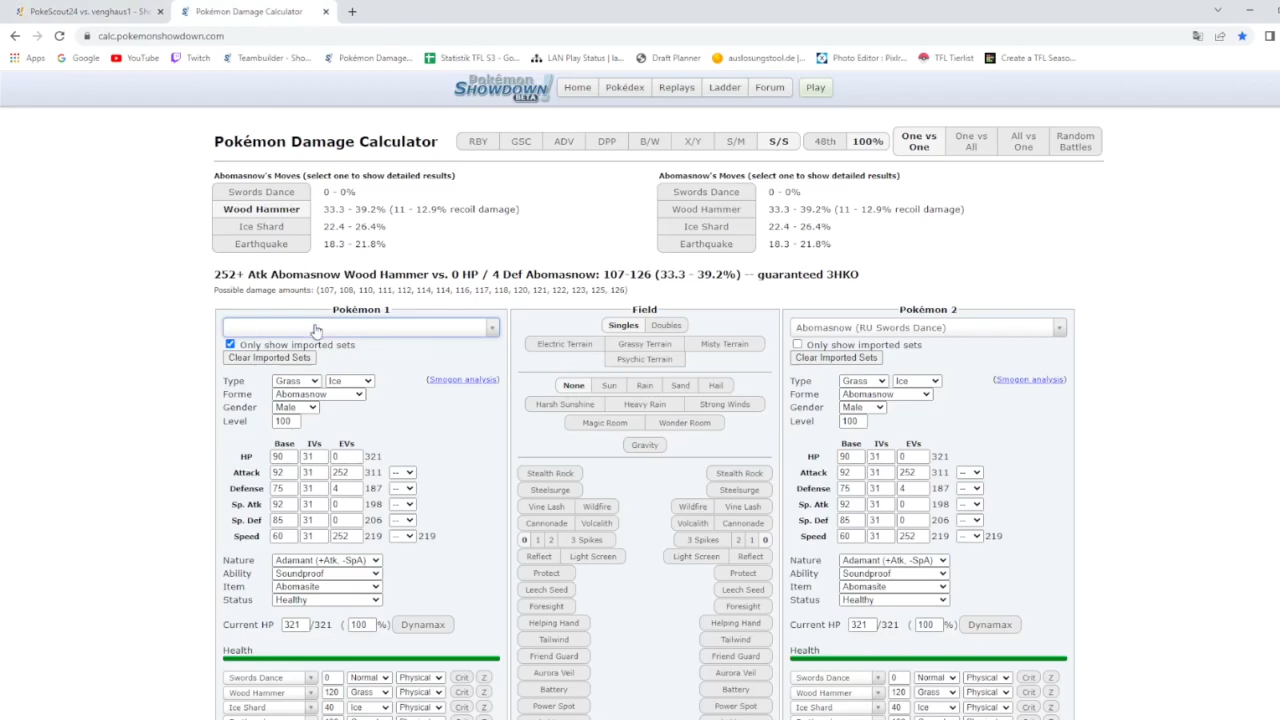 PokeScout24 vs. venghaus1 - Sh
Pokémon Damage Calculator
calc.pokemonshowdown.com
Apps Google YouTube Twitch Teambuilder - Sho... Pokémon Damage... Statistik TFL S3 - Go... LAN Play Status | la... Draft Planner auslosungstool.de |... Photo Editor : Pixlr... TFL Tierlist Create a TFL Seaso...
Pokémon SHOWDOWN! BETA Home Pokédex Replays Ladder Forum Play
Pokémon Damage Calculator RBY GSC ADV DPP B/W X/Y S/M S/S 48th 100% One vs One One vs All All vs One Random Battles
Abomasnow's Moves (select one to show detailed results) Abomasnow's Moves (select one to show detailed results)
Swords Dance 0 - 0% Swords Dance 0 - 0%
Wood Hammer 33.3 - 39.2% (11 - 12.9% recoil damage) Wood Hammer 33.3 - 39.2% (11 - 12.9% recoil damage)
Ice Shard 22.4 - 26.4% Ice Shard 22.4 - 26.4%
Earthquake 18.3 - 21.8% Earthquake 18.3 - 21.8%
252+ Atk Abomasnow Wood Hammer vs. 0 HP / 4 Def Abomasnow: 107-126 (33.3 - 39.2%) -- guaranteed 3HKO
Possible damage amounts: (107, 108, 110, 111, 112, 114, 114, 116, 117, 118, 120, 121, 122, 123, 125, 126)
Pokémon 1
Only show imported sets
Clear Imported Sets
Type Grass Ice (Smogon analysis)
Forme Abomasnow
Gender Male
Level 100
Base IVs EVs
HP 90 31 0 321
Attack 92 31 252 311 --
Defense 75 31 4 187 --
Sp. Atk 92 31 0 198 --
Sp. Def 85 31 0 206 --
Speed 60 31 252 219 -- 219
Nature Adamant (+Atk, -SpA)
Ability Soundproof
Item Abomasite
Status Healthy
Current HP 321 /321 ( 100 %) Dynamax
Health
Swords Dance 0 Normal Physical Crit Z
Wood Hammer 120 Grass Physical Crit Z
Ice Shard 40 Ice Physical Crit Z
Field
Singles Doubles
Electric Terrain Grassy Terrain Misty Terrain
Psychic Terrain
None Sun Rain Sand Hail
Harsh Sunshine Heavy Rain Strong Winds
Magic Room Wonder Room
Gravity
Stealth Rock Stealth Rock
Steelsurge Steelsurge
Vine Lash Wildfire Wildfire Vine Lash
Cannonade Volcalith Volcalith Cannonade
0 1 2 3 Spikes 3 Spikes 2 1 0
Reflect Light Screen Light Screen Reflect
Protect Protect
Leech Seed Leech Seed
Foresight Foresight
Helping Hand Helping Hand
Tailwind Tailwind
Friend Guard Friend Guard
Aurora Veil Aurora Veil
Battery Battery
Power Spot Power Spot
Pokémon 2
Abomasnow (RU Swords Dance)
Only show imported sets
Clear Imported Sets
Type Grass Ice (Smogon analysis)
Forme Abomasnow
Gender Male
Level 100
Base IVs EVs
HP 90 31 0 321
Attack 92 31 252 311 --
Defense 75 31 4 187 --
Sp. Atk 92 31 0 198 --
Sp. Def 85 31 0 206 --
Speed 60 31 252 219 -- 219
Nature Adamant (+Atk, -SpA)
Ability Soundproof
Item Abomasite
Status Healthy
Current HP 321 /321 ( 100 %) Dynamax
Health
Swords Dance 0 Normal Physical Crit Z
Wood Hammer 120 Grass Physical Crit Z
Ice Shard 40 Ice Physical Crit Z